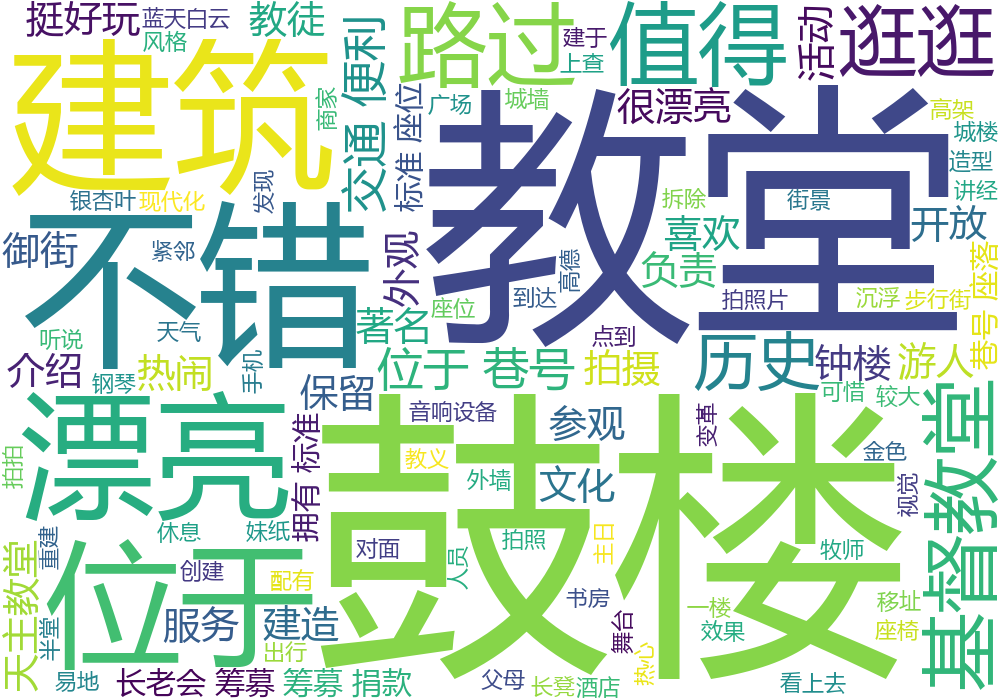 挺好玩
蓝天白云
教徒
风格
路过
建于
上查
值得
活动
逛逛
建筑
商家
交通 便利
广场
座位
标准
城墙
很漂亮
高架
城楼
造型
讲经
教堂
银杏叶
现代化
发现
御街
紧邻
不错
外观
喜欢
拆除
街景
开放
负责
高德
到达
座位
拍照片
沉浮
步行街
座落
巷号
听说
天气
著名
点到
介绍
钢琴
热闹
手机
保留
位于 巷号
拍摄
历史
钟楼
游人
可惜
较大
漂亮
拍拍
音响设备
参观
变革
金色
基督教堂
教义
外墙
文化
视觉
拥有 标准
鼓楼
休息
妹纸
重建
对面
拍照
主日
牧师
人员
天主教堂
半堂
位于
创建
配有
服务
建造
书房
舞台
一楼
效果
移址
座椅
出行
易地
长老会 筹募
筹募 捐款
父母
长凳酒店
热心
看上去